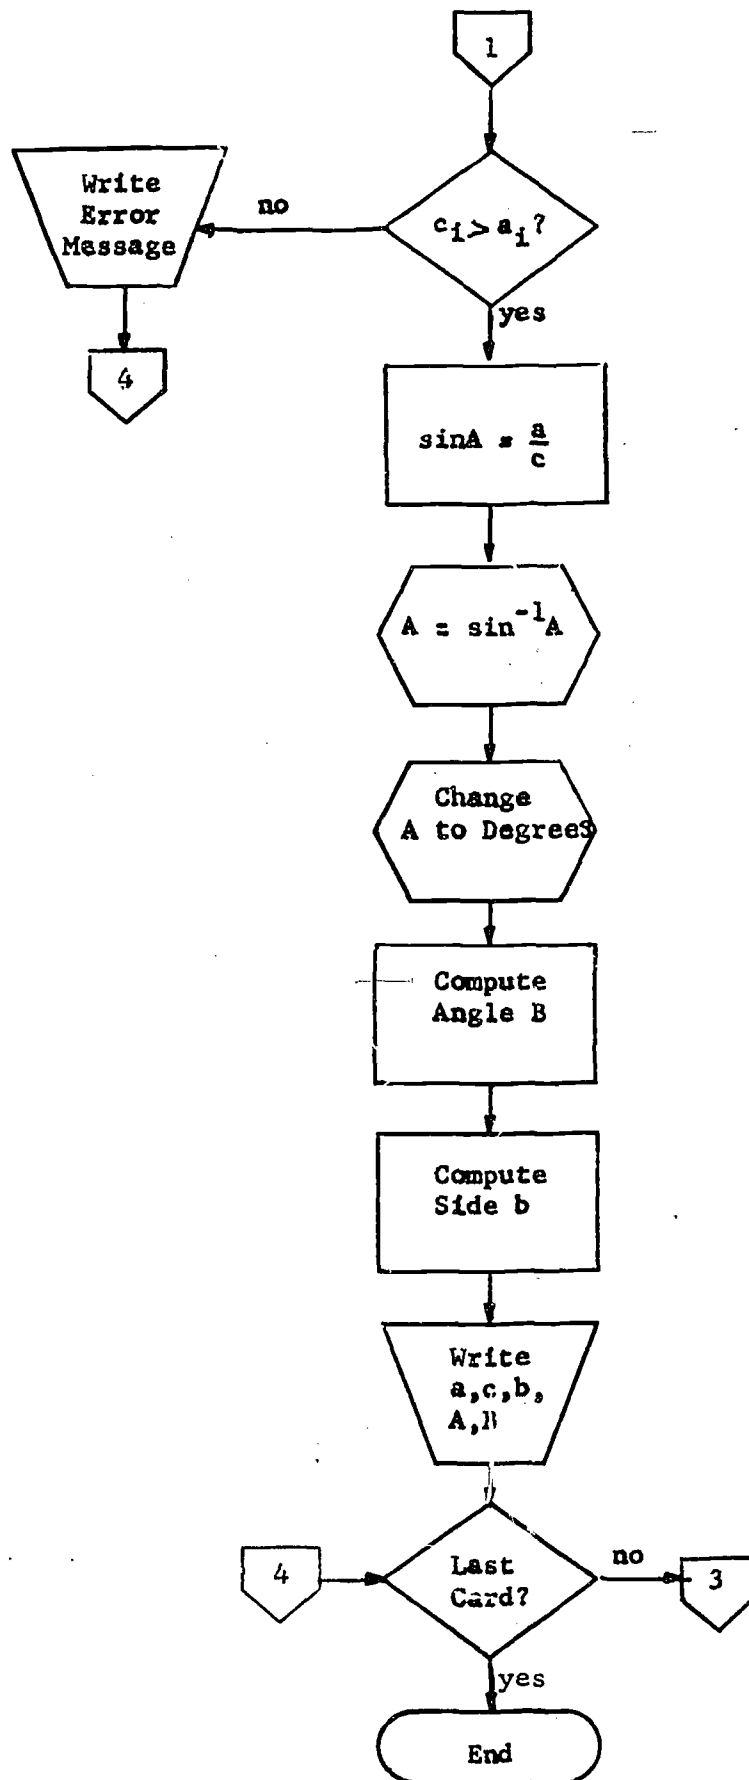 1
c_i > a_i?
no
Write
Error
Message
4
yes
sinA = a/c
A = sin^-1 A
Change
A to Degrees
Compute
Angle B
Compute
Side b
Write
a,c,b,
A,B
4
Last
Card?
no
3
yes
End